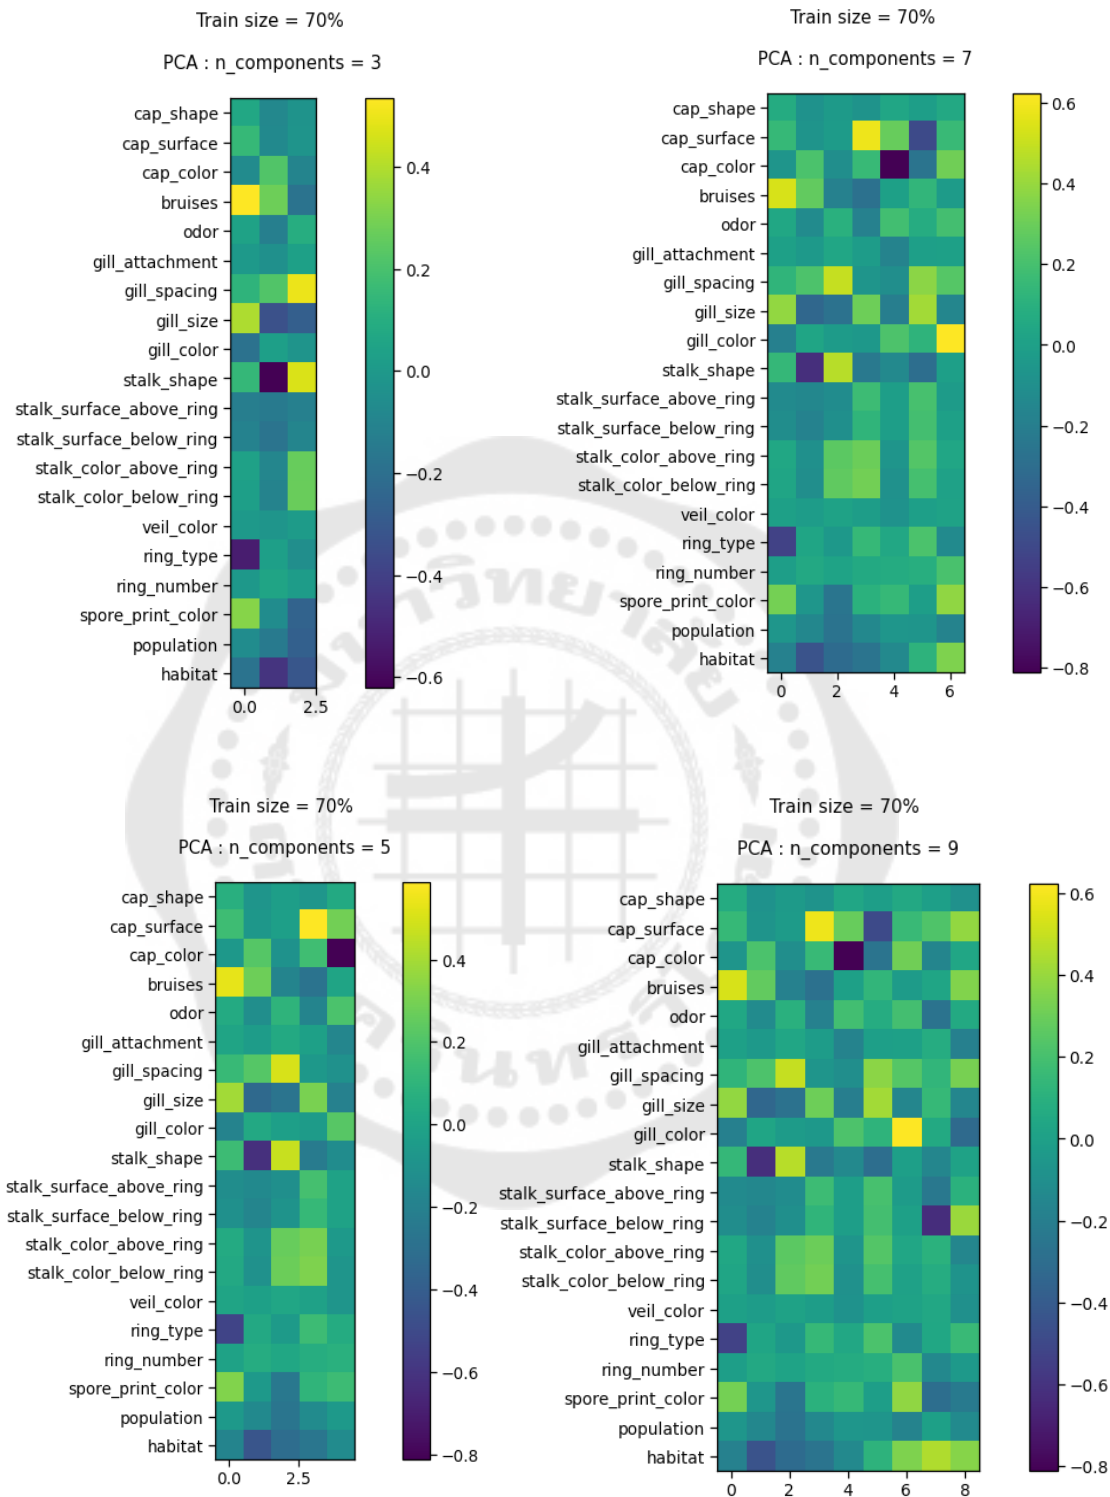 Train size = 70%
PCA : n_components = 3
cap_shape
cap_surface
cap_color
bruises
odor
gill_attachment
gill_spacing
gill_size
gill_color
stalk_shape
stalk_surface_above_ring
stalk_surface_below_ring
stalk_color_above_ring
stalk_color_below_ring
veil_color
ring_type
ring_number
spore_print_color
population
habitat
0.0 2.5
0.4
0.2
0.0
−0.2
−0.4
−0.6
Train size = 70%
PCA : n_components = 7
cap_shape
cap_surface
cap_color
bruises
odor
gill_attachment
gill_spacing
gill_size
gill_color
stalk_shape
stalk_surface_above_ring
stalk_surface_below_ring
stalk_color_above_ring
stalk_color_below_ring
veil_color
ring_type
ring_number
spore_print_color
population
habitat
0 2 4 6
0.6
0.4
0.2
0.0
−0.2
−0.4
−0.6
−0.8
Train size = 70%
PCA : n_components = 5
cap_shape
cap_surface
cap_color
bruises
odor
gill_attachment
gill_spacing
gill_size
gill_color
stalk_shape
stalk_surface_above_ring
stalk_surface_below_ring
stalk_color_above_ring
stalk_color_below_ring
veil_color
ring_type
ring_number
spore_print_color
population
habitat
0.0 2.5
0.4
0.2
0.0
−0.2
−0.4
−0.6
−0.8
Train size = 70%
PCA : n_components = 9
cap_shape
cap_surface
cap_color
bruises
odor
gill_attachment
gill_spacing
gill_size
gill_color
stalk_shape
stalk_surface_above_ring
stalk_surface_below_ring
stalk_color_above_ring
stalk_color_below_ring
veil_color
ring_type
ring_number
spore_print_color
population
habitat
0 2 4 6 8
0.6
0.4
0.2
0.0
−0.2
−0.4
−0.6
−0.8